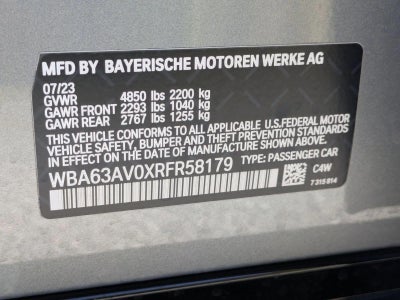 MFD BY BAYERISCHE MOTOREN WERKE AG
07/23
GVWR 4850 lbs 2200 kg
GAWR FRONT 2293 lbs 1040 kg
GAWR REAR 2767 lbs 1255 kg
THIS VEHICLE CONFORMS TO ALL APPLICABLE U.S.FEDERAL MOTOR
VEHICLE SAFETY, BUMPER, AND THEFT PREVENTION STANDARDS
IN EFFECT ON THE DATE OF MANUFACTURE SHOWN ABOVE.
WBA63AV0XRFR58179 TYPE: PASSENGER CAR
C4W
7315814